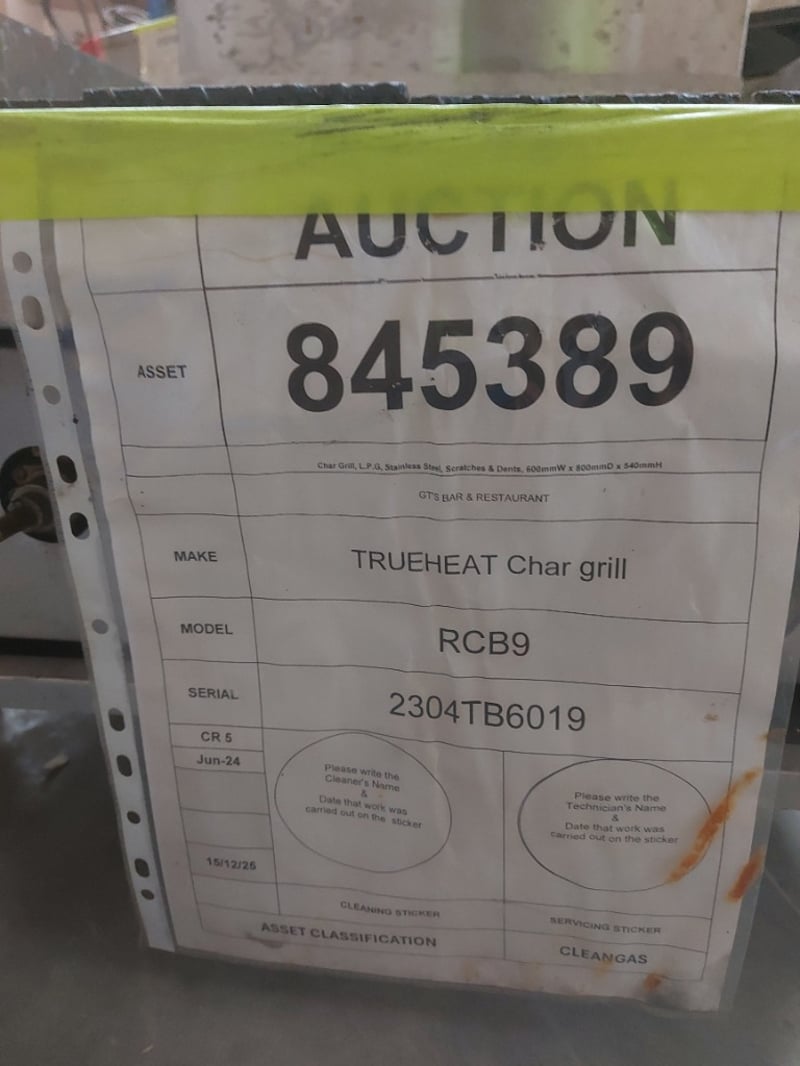 AUCTION
ASSET
845389
Char Grill, L.P.G, Stainless Steel, Scratches & Dents, 600mmW x 800mmD x 540mmH
GT'S BAR & RESTAURANT
MAKE
TRUEHEAT Char grill
MODEL
RCB9
SERIAL
2304TB6019
CR 5
Jun-24
15/12/25
Please write the
Cleaner's Name
&
Date that work was
carried out on the sticker
Please write the
Technician's Name
&
Date that work was
carried out on the sticker
CLEANING STICKER
SERVICING STICKER
ASSET CLASSIFICATION
CLEANGAS